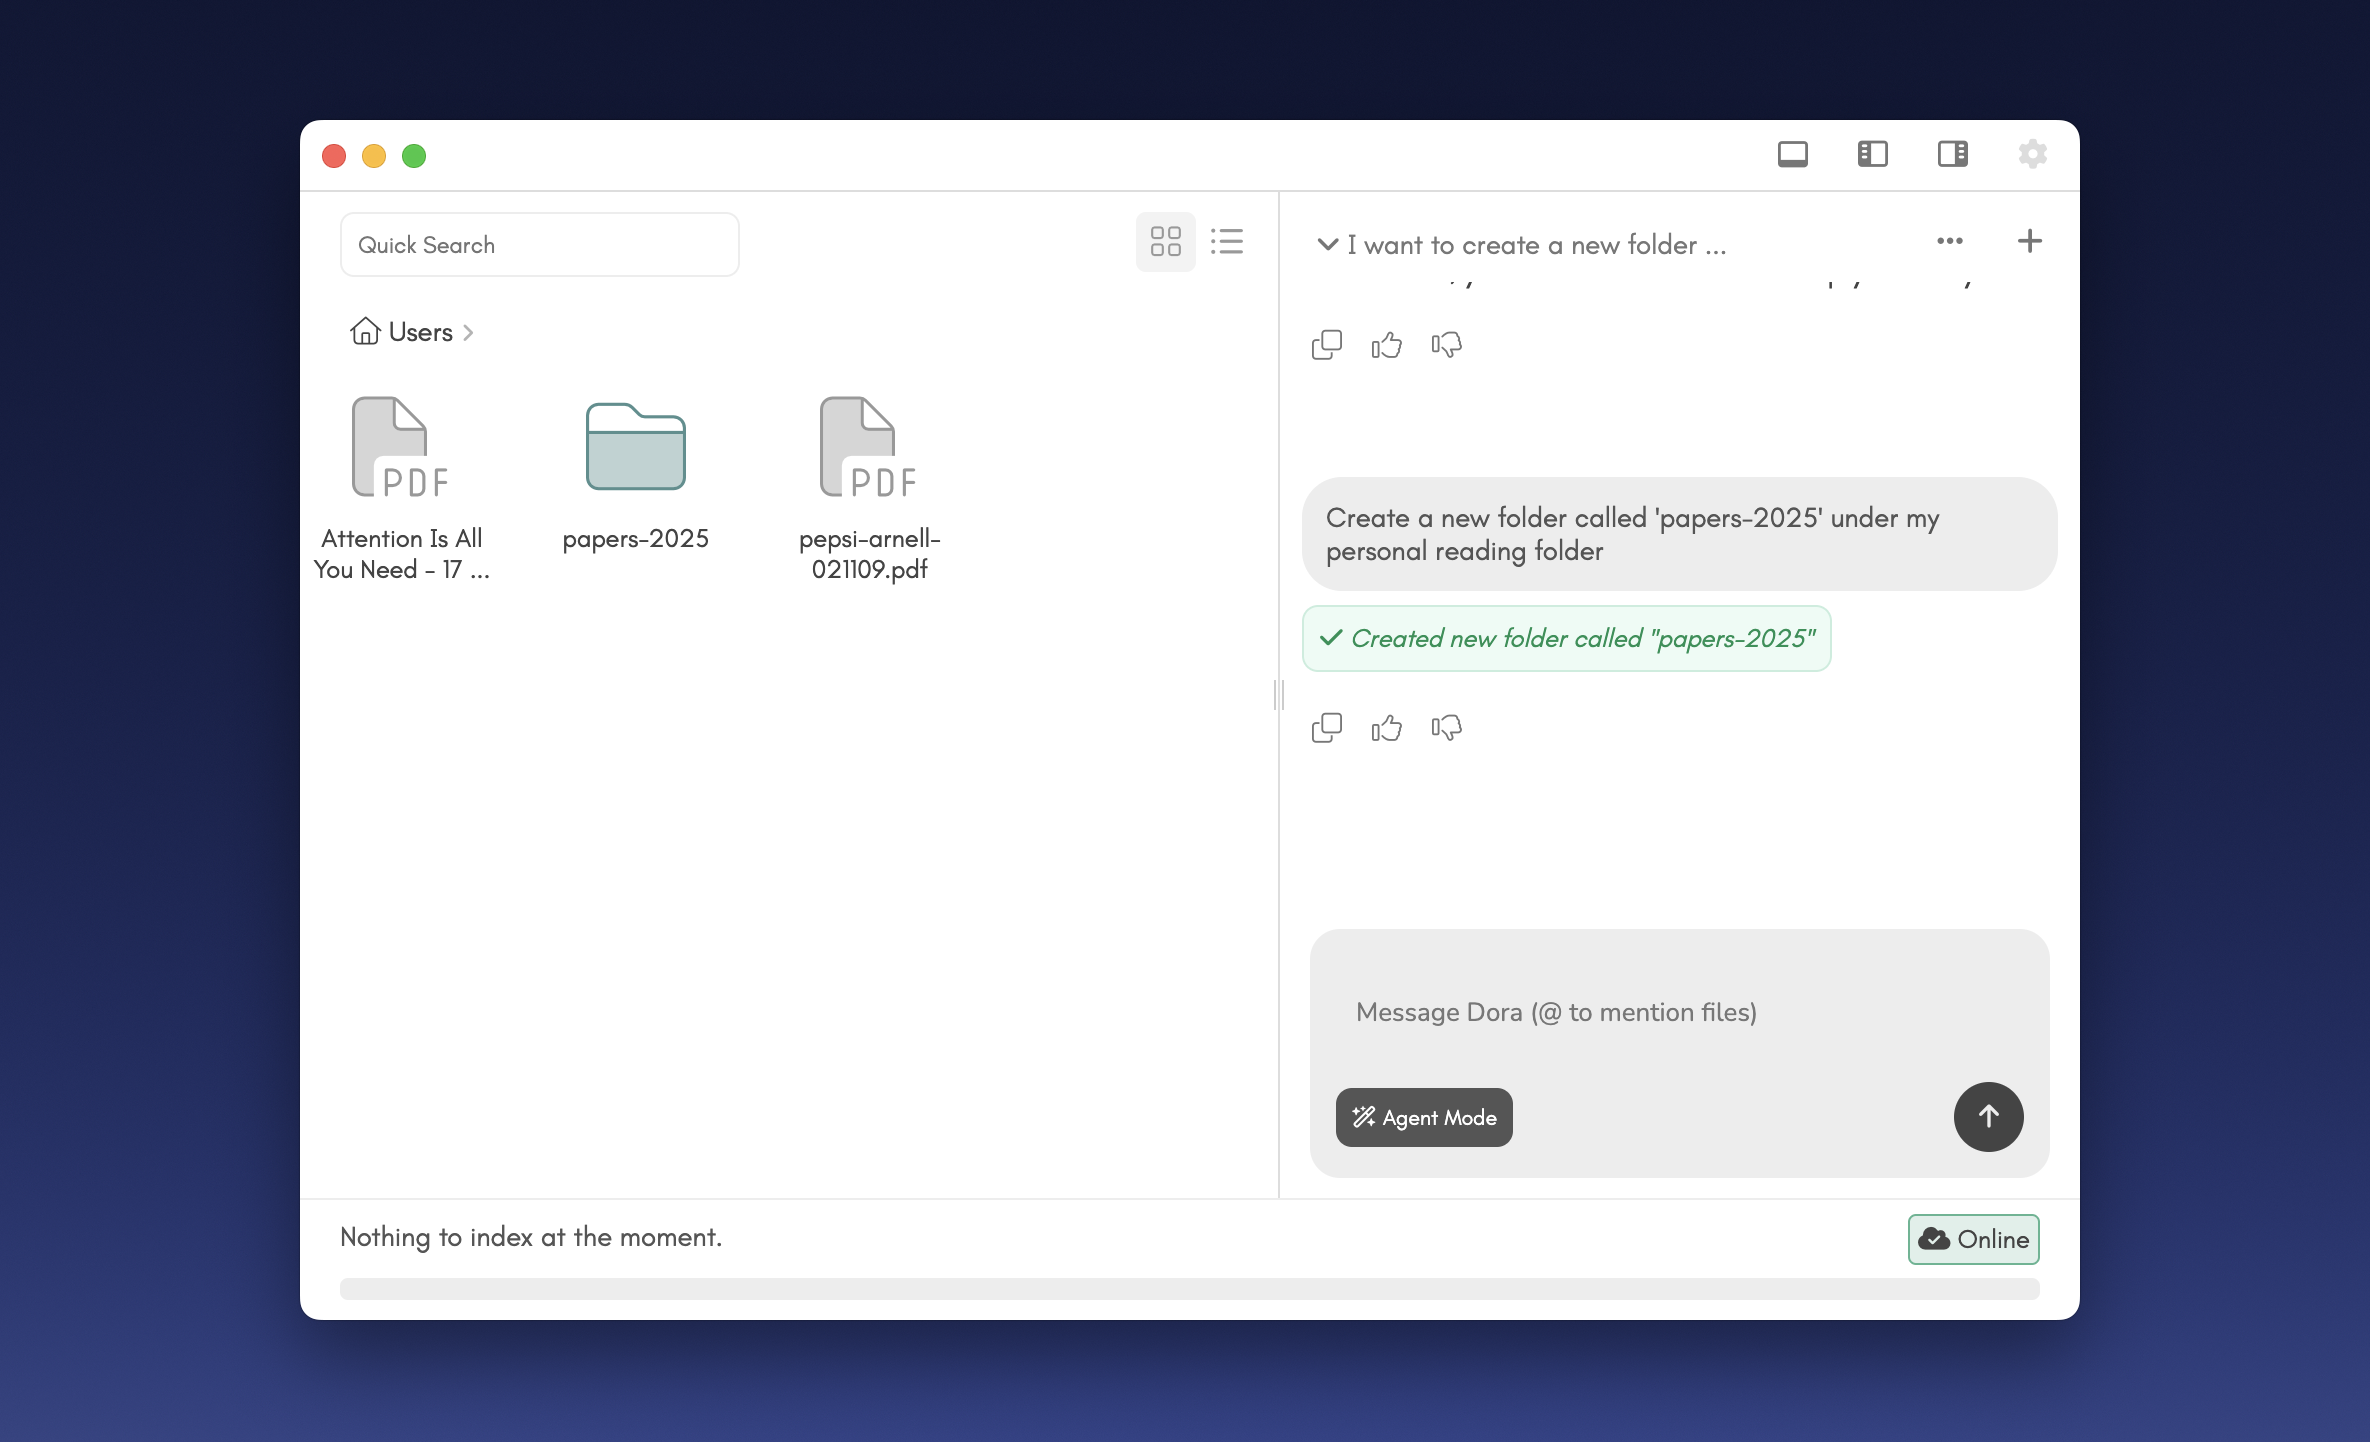 Quick Search
I want to create a new folder ...
Users
PDF
PDF
Attention Is All
You Need - 17 ...
papers-2025
pepsi-arnell-
021109.pdf
Create a new folder called 'papers-2025' under my
personal reading folder
Created new folder called "papers-2025"
Message Dora (@ to mention files)
Agent Mode
Nothing to index at the moment.
Online